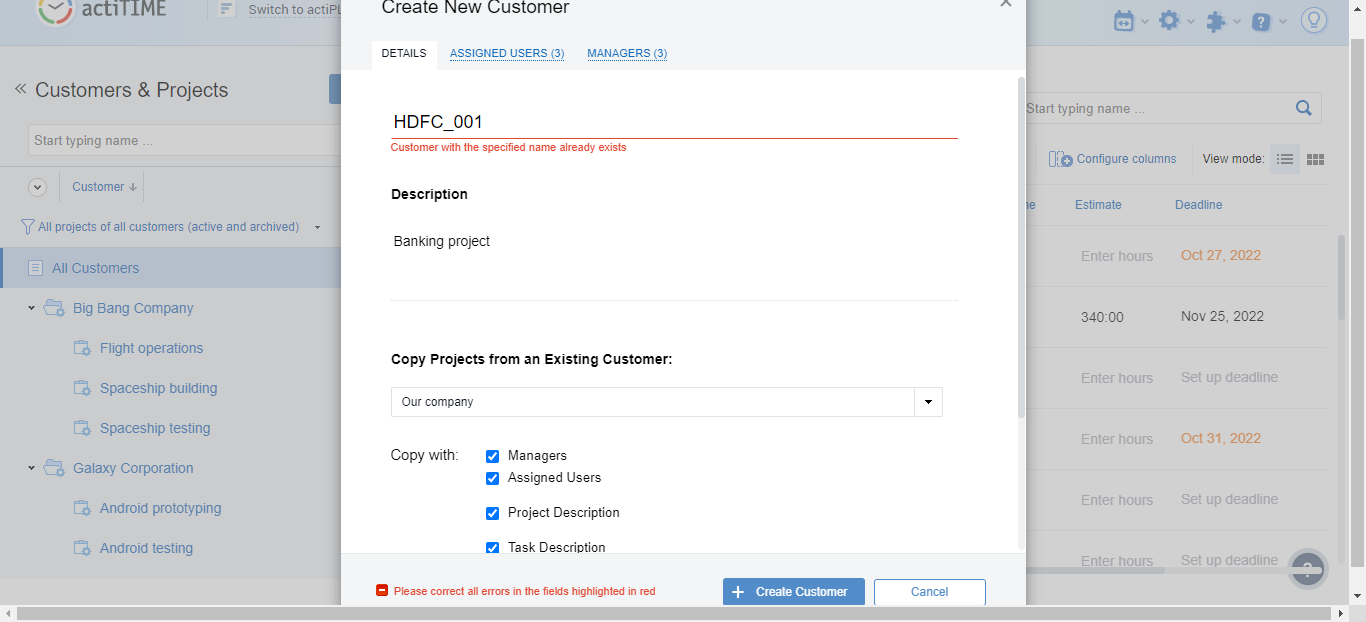 actiTIME
Switch to actiPL
Create New Customer
DETAILS
ASSIGNED USERS (3)
MANAGERS (3)
Customers & Projects
Start typing name ...
Customer
All projects of all customers (active and archived)
All Customers
Big Bang Company
Flight operations
Spaceship building
Spaceship testing
Galaxy Corporation
Android prototyping
Android testing
HDFC_001
Customer with the specified name already exists
Description
Banking project
Copy Projects from an Existing Customer:
Our company
Copy with:
Managers
Assigned Users
Project Description
Task Description
Please correct all errors in the fields highlighted in red
Create Customer
Cancel
Start typing name ...
Configure columns
View mode:
ne
Estimate
Deadline
Enter hours
Oct 27, 2022
340:00
Nov 25, 2022
Enter hours
Set up deadline
Enter hours
Oct 31, 2022
Enter hours
Set up deadline
Enter hours
Set up deadline